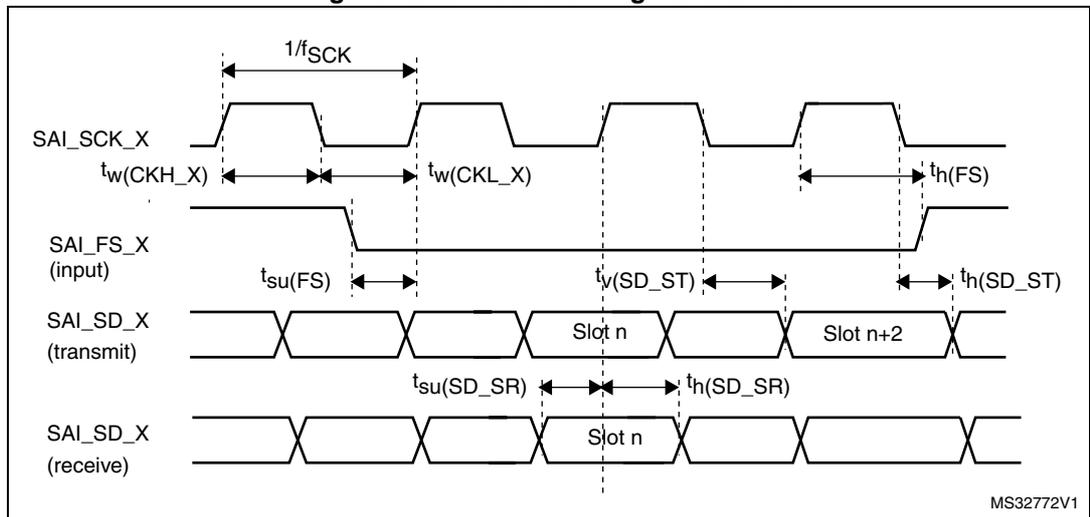 1/fSCK
SAI_SCK_X
tw(CKH_X)
tw(CKL_X)
th(FS)
SAI_FS_X
(input)
tsu(FS)
tv(SD_ST)
th(SD_ST)
SAI_SD_X
(transmit)
Slot n
Slot n+2
tsu(SD_SR)
th(SD_SR)
SAI_SD_X
(receive)
Slot n
MS32772V1